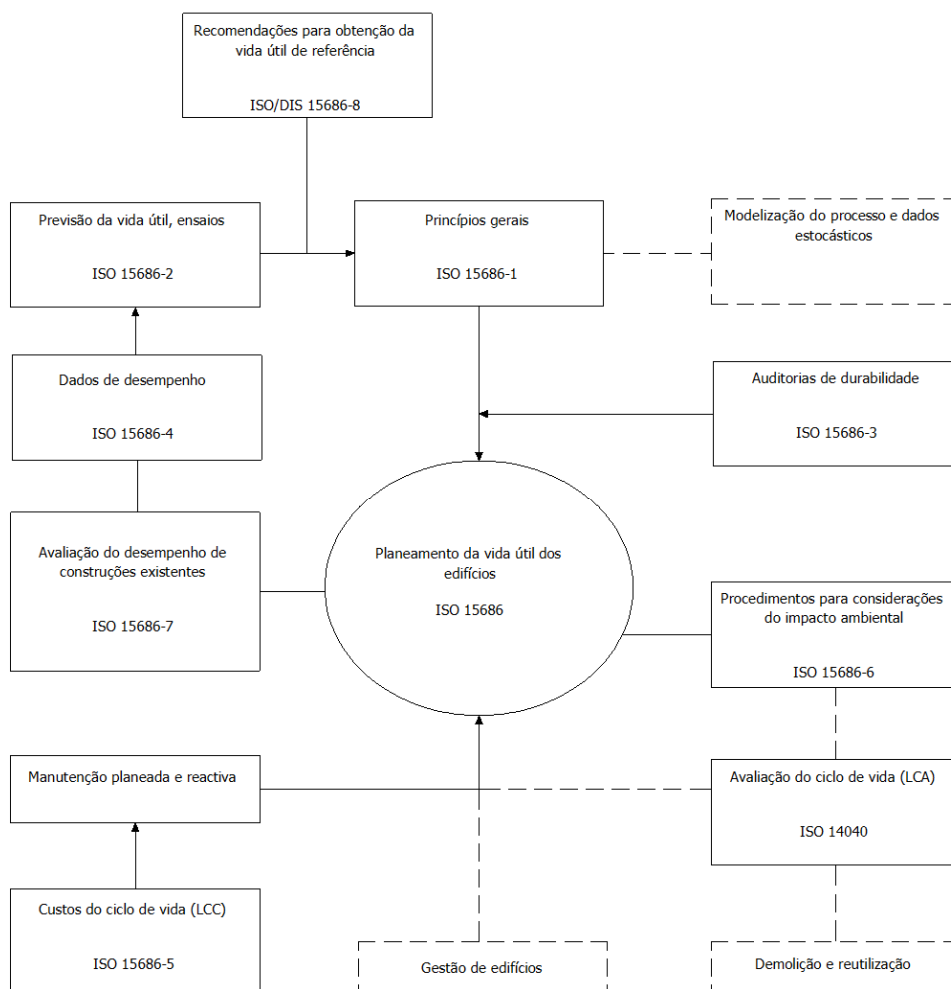 Recomendações para obtenção da
vida útil de referência
ISO/DIS 15686-8
Previsão da vida útil, ensaios
ISO 15686-2
Princípios gerais
ISO 15686-1
Modelização do processo e dados
estocásticos
Dados de desempenho
ISO 15686-4
Auditorias de durabilidade
ISO 15686-3
Avaliação do desempenho de
construções existentes
ISO 15686-7
Planeamento da vida útil dos
edifícios
ISO 15686
Procedimentos para considerações
do impacto ambiental
ISO 15686-6
Manutenção planeada e reactiva
Avaliação do ciclo de vida (LCA)
ISO 14040
Custos do ciclo de vida (LCC)
ISO 15686-5
Gestão de edifícios
Demolição e reutilização